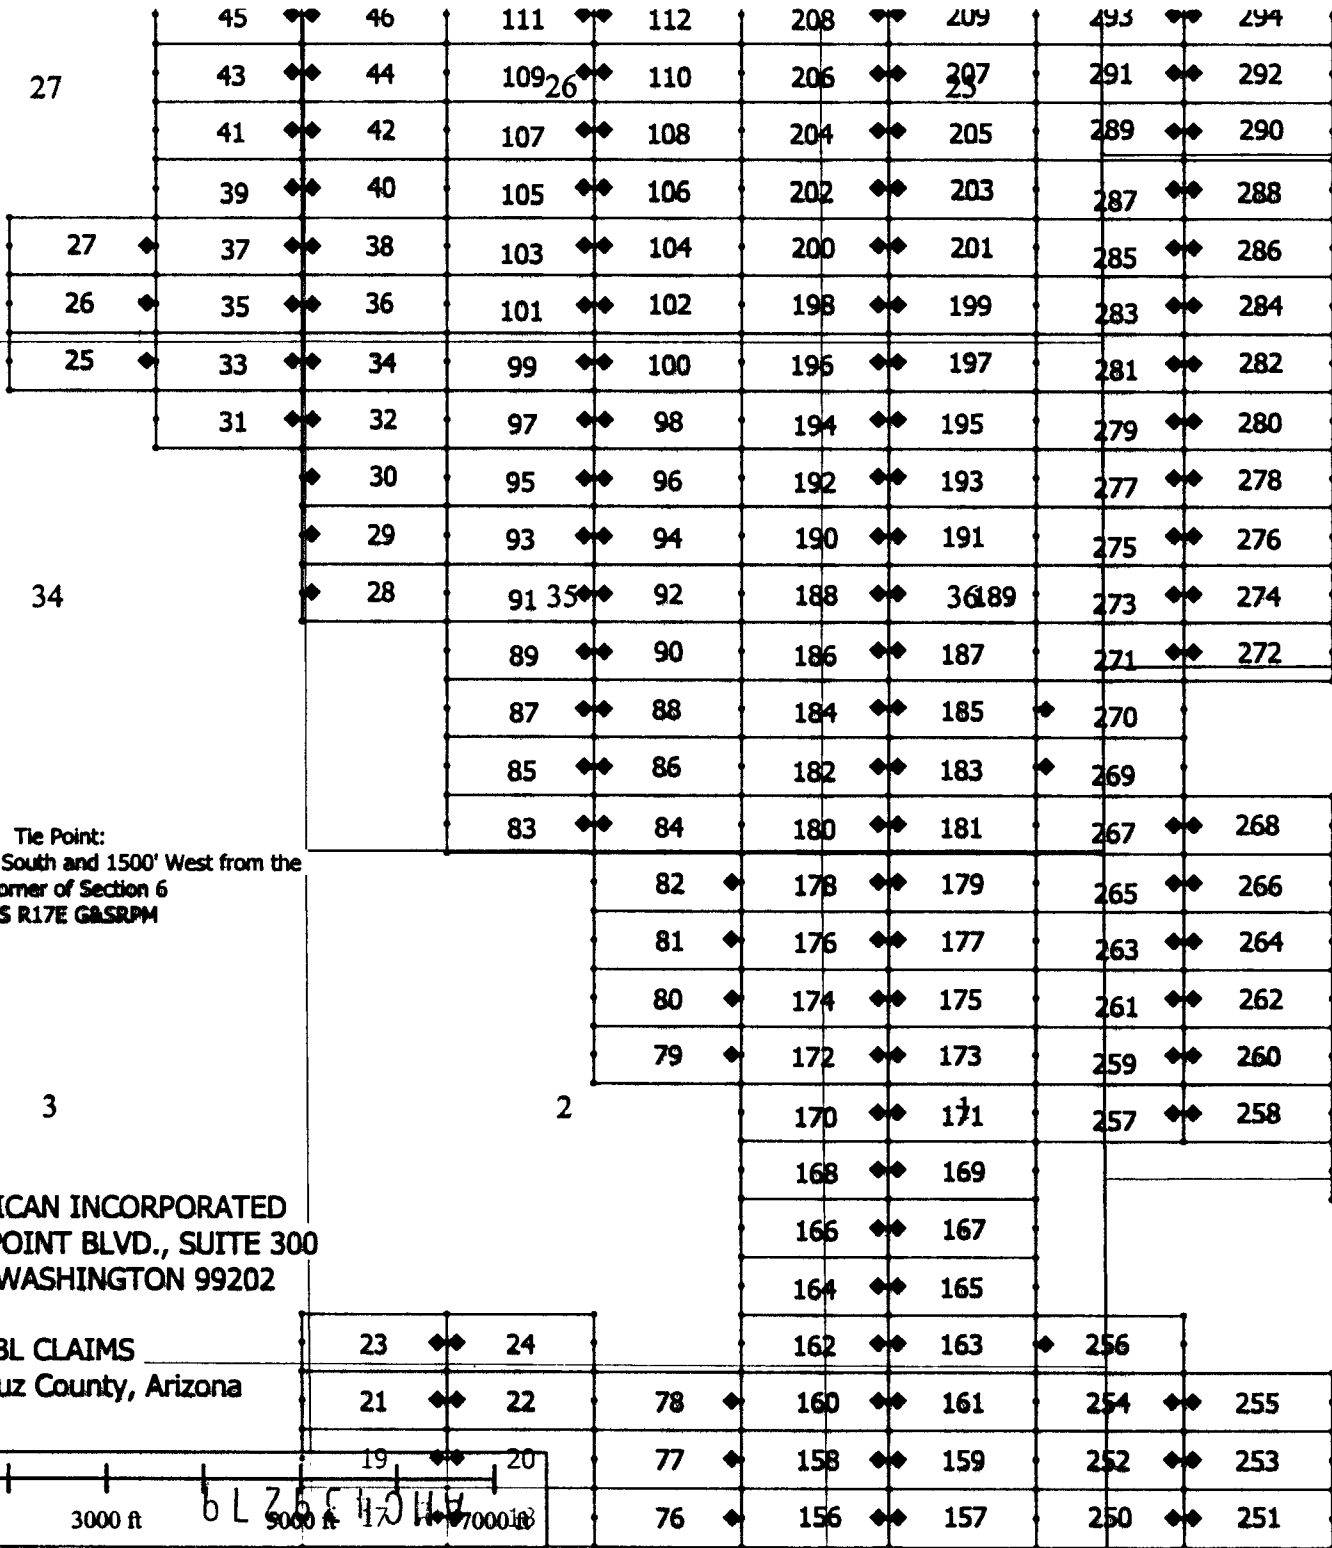 45 46 111 112 208 209 293 294
27 43 44 109 26 110 206 207 25 291 292
41 42 107 108 204 205 289 290
39 40 105 106 202 203 287 288
27 37 38 103 104 200 201 285 286
26 35 36 101 102 198 199 283 284
25 33 34 99 100 196 197 281 282
31 32 97 98 194 195 279 280
30 95 96 192 193 277 278
29 93 94 190 191 275 276
34 28 91 35 92 188 36 189 273 274
89 90 186 187 271 272
87 88 184 185 270
85 86 182 183 269
83 84 180 181 267 268
Tie Point:
South and 1500' West from the
orner of Section 6
S R17E G&SRPM
82 178 179 265 266
81 176 177 263 264
80 174 175 261 262
79 172 173 259 260
3 2 170 171 1 257 258
168 169
166 167
164 165
ICAN INCORPORATED
POINT BLVD., SUITE 300
WASHINGTON 99202
BL CLAIMS
uz County, Arizona
23 24 162 163 256
21 22 78 160 161 254 255
19 20 77 158 159 252 253
17 18 76 156 157 250 251
3000 ft 5000 ft 7000 ft